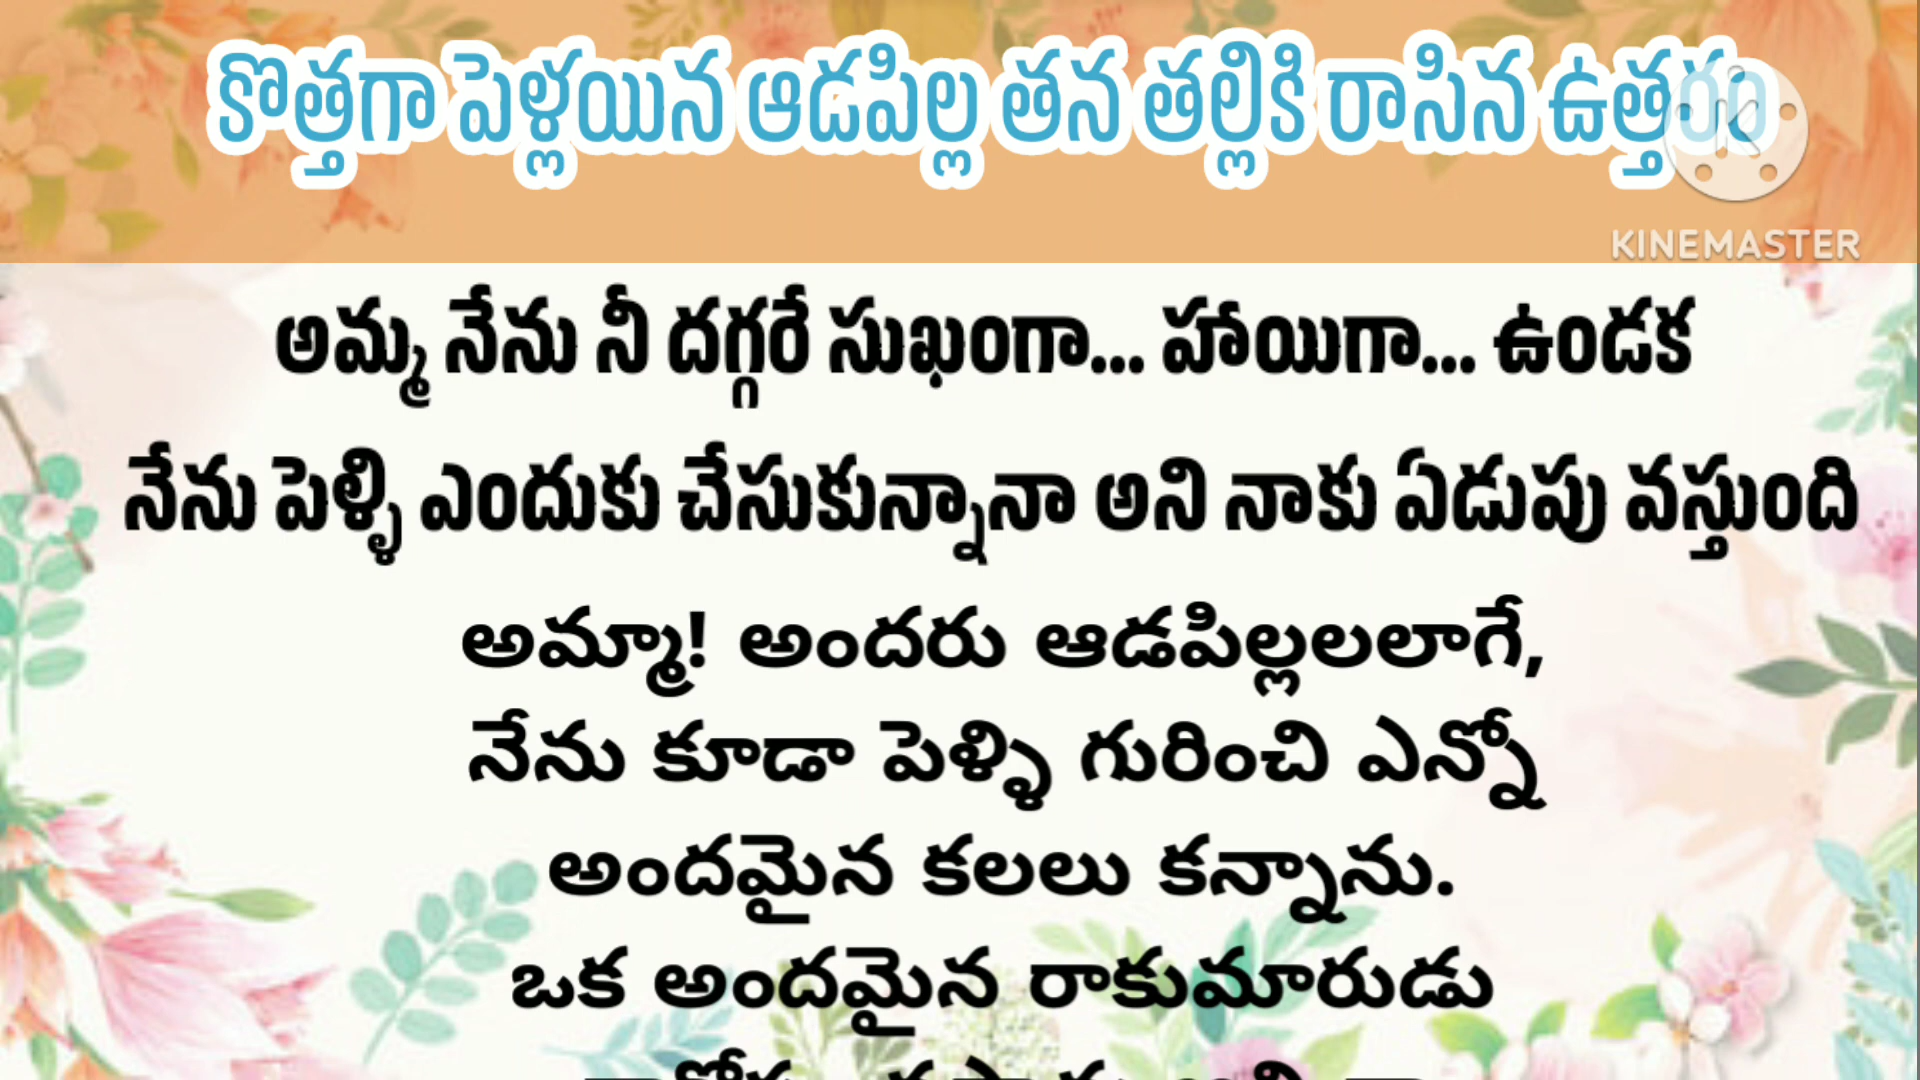 కొత్తగా పెళ్లయిన ఆడపిల్ల తన తల్లికి రాసిన ఉత్తరం
KINEMASTER
అమ్మ నేను నీ దగ్గరే సుఖంగా... హాయిగా... ఉండక
నేను పెళ్ళి ఎందుకు చేసుకున్నానా అని నాకు ఏడుపు వస్తుంది
అమ్మా! అందరు ఆడపిల్లలలాగే,
నేను కూడా పెళ్ళి గురించి ఎన్నో
అందమైన కలలు కన్నాను.
ఒక అందమైన రాకుమారుడు